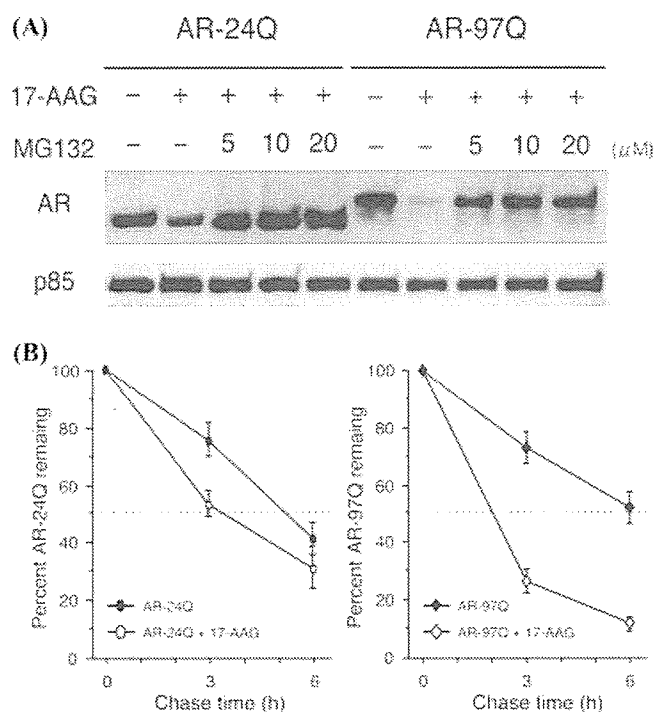 (A)
AR-24Q AR-97Q
17-AAG − + + + + − + + + +
MG132 − − 5 10 20 − − 5 10 20 (μM)
AR
p85
(B)
100 100
80 80
60 60
40 40
20 20
0 0
Percent AR-24Q remaing
Percent AR-97Q remaing
AR-24Q
AR-24Q + 17-AAG
AR-97Q
AR-97Q + 17-AAG
0 3 6 0 3 6
Chase time (h) Chase time (h)